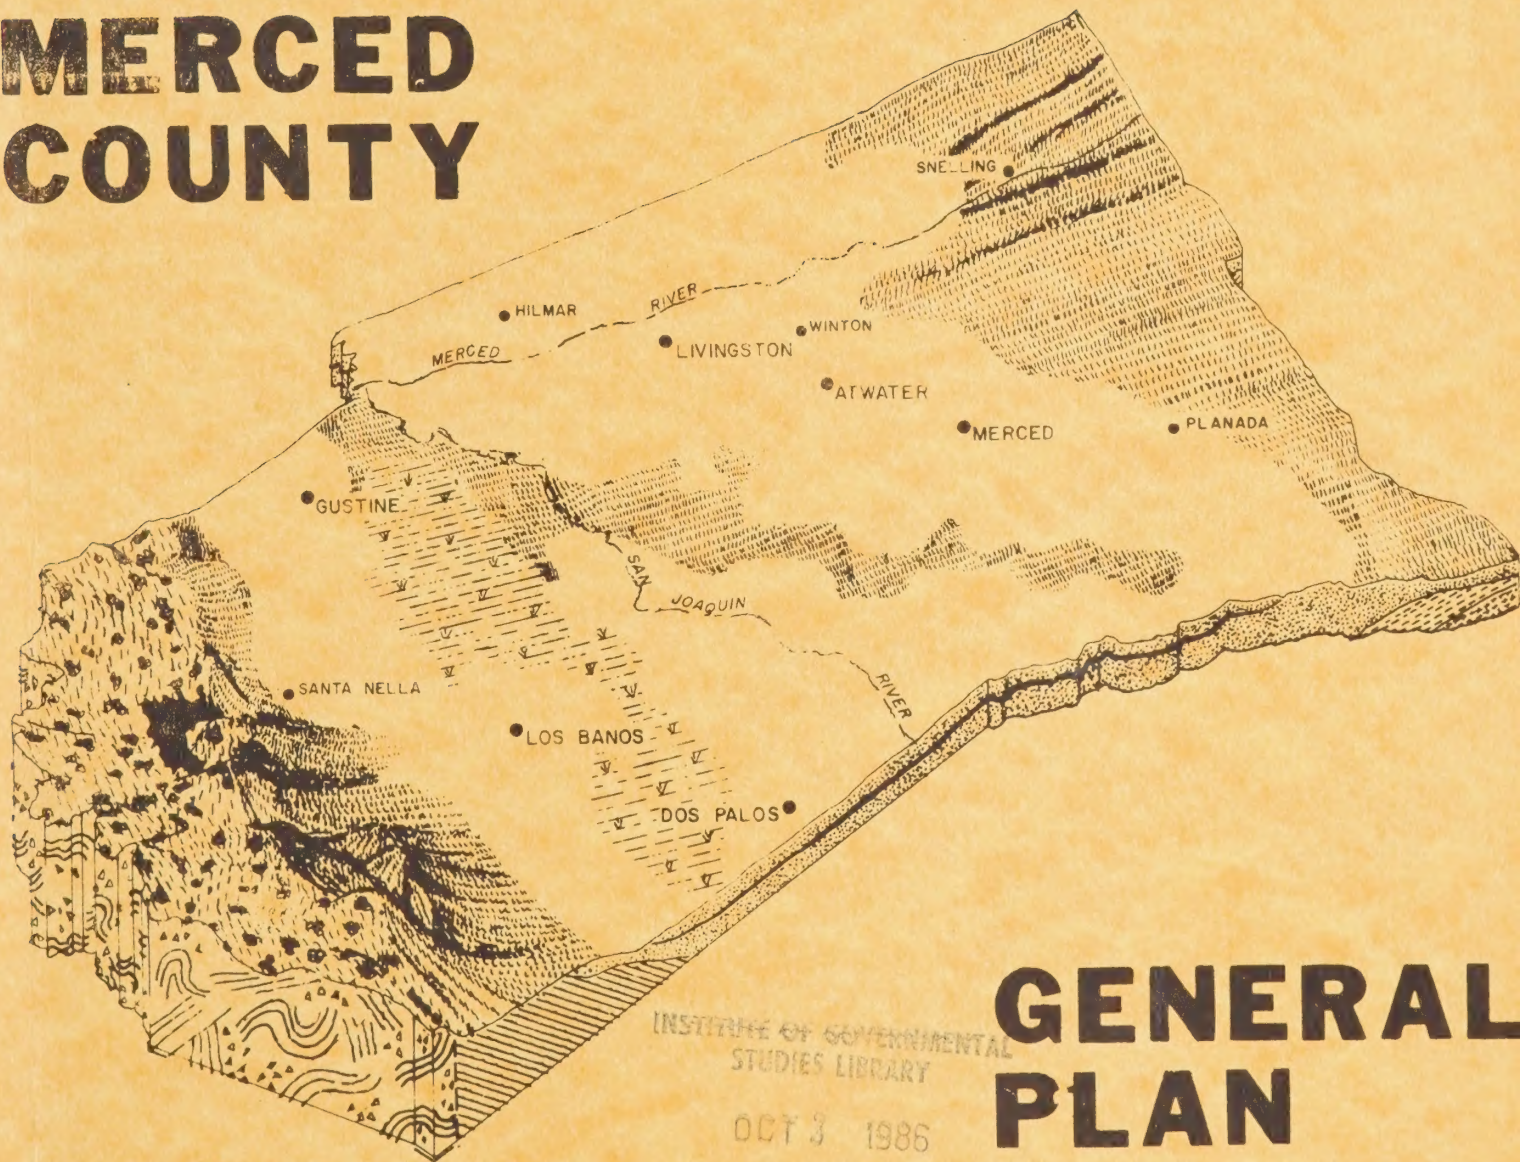 MERCED
COUNTY
SNELLING
HILMAR
MERCED RIVER
WINTON
LIVINGSTON
ATWATER
MERCED
PLANADA
GUSTINE
SAN JOAQUIN RIVER
SANTA NELLA
LOS BANOS
DOS PALOS
GENERAL
PLAN
INSTITUTE OF GOVERNMENTAL
STUDIES LIBRARY
OCT 3 1986